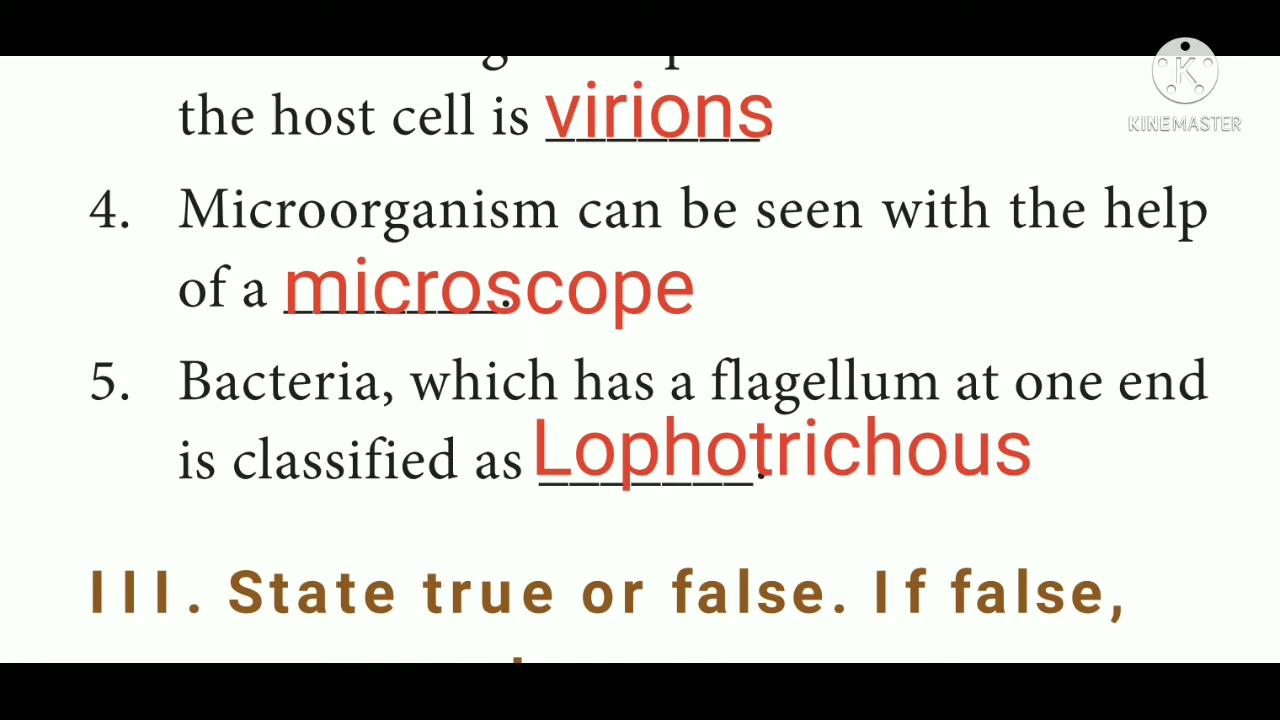 KINEMASTER
the host cell is virions.
4. Microorganism can be seen with the help
of a microscope.
5. Bacteria, which has a flagellum at one end
is classified as Lophotrichous.
III. State true or false. If false,